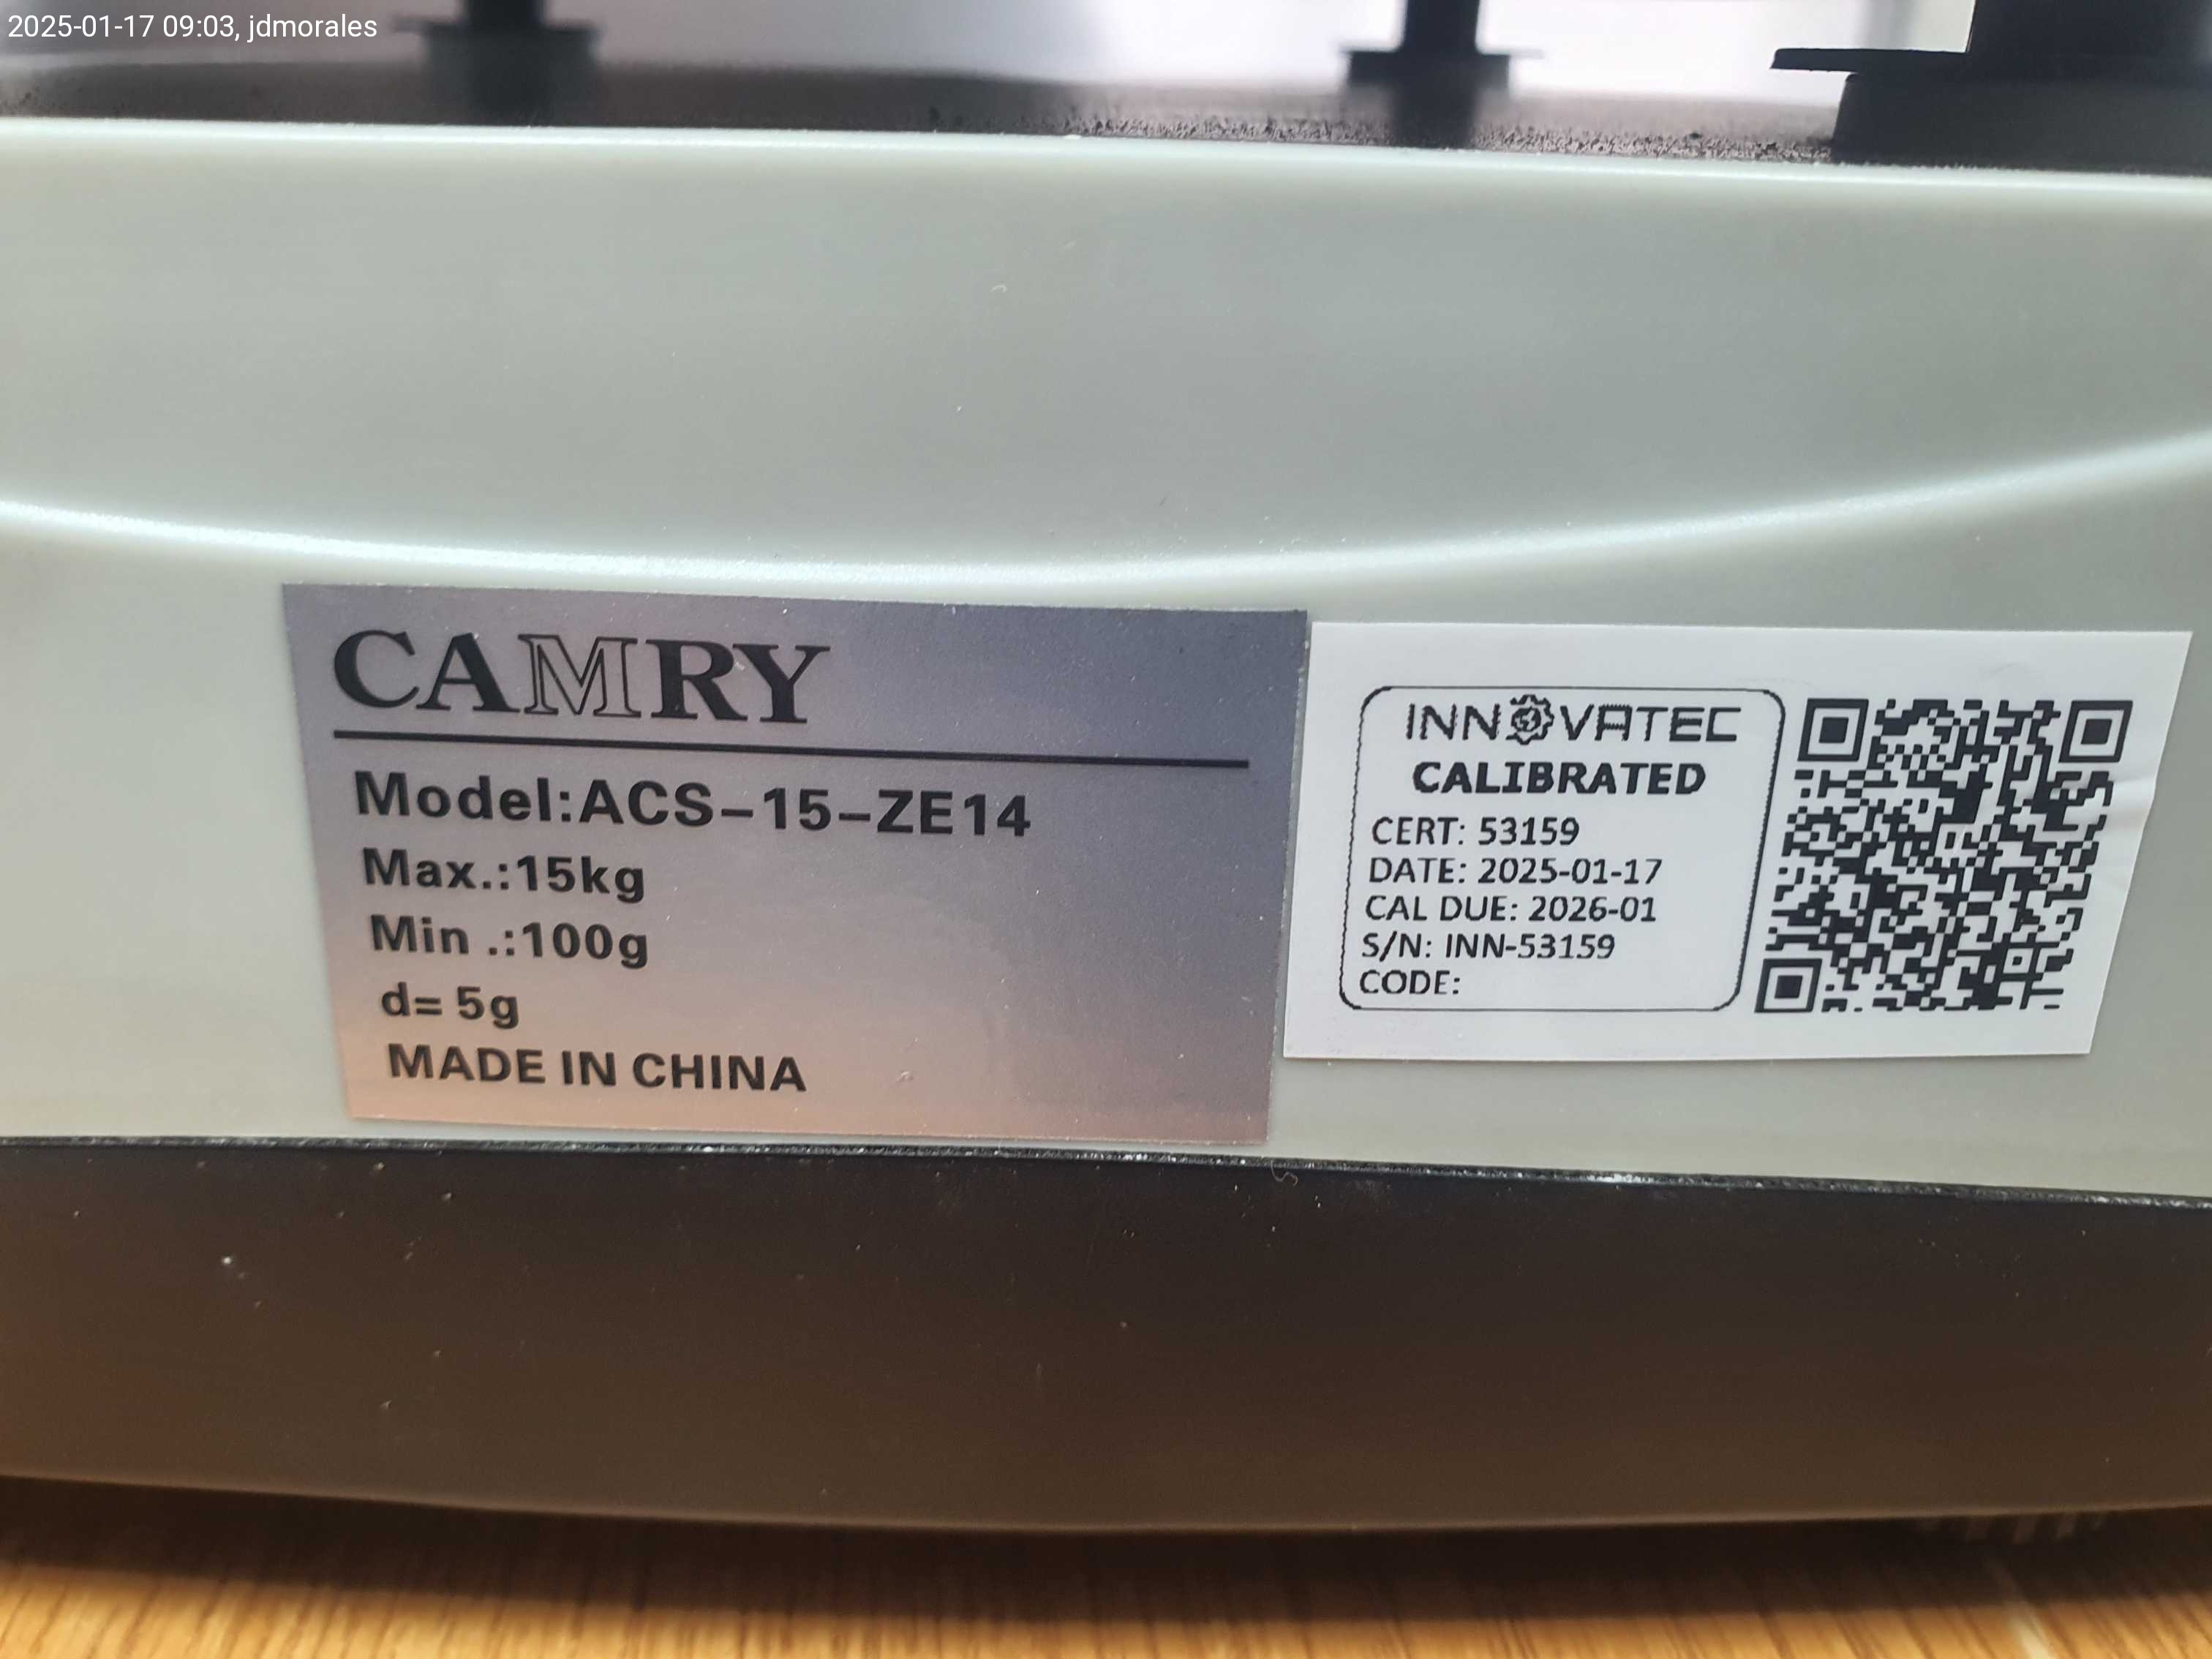 2025-01-17 09:03, jdmorales
CAMRY
Model:ACS-15-ZE14
Max.:15kg
Min .:100g
d= 5g
MADE IN CHINA
INNOVATEC
CALIBRATED
CERT: 53159
DATE: 2025-01-17
CAL DUE: 2026-01
S/N: INN-53159
CODE: